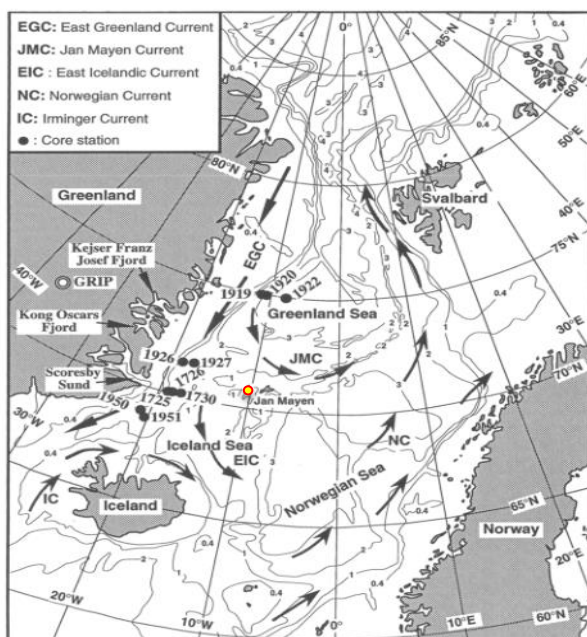 EGC: East Greenland Current
JMC: Jan Mayen Current
EIC : East Icelandic Current
NC: Norwegian Current
IC: Irminger Current
● : Core station
0°
85°N
60°E
50°E
40°E
80°N
Greenland
Svalbard
75°N
Kejser Franz
Josef Fjord
40°W
GRIP
EGC
1919
1920
1922
30°E
Greenland Sea
Kong Oscars
Fjord
JMC
1926
1927
1726
Scoresby
Sund
70°N
1950
1725
1730
Jan Mayen
30°W
1951
Iceland Sea
EIC
NC
IC
Norwegian Sea
65°N
Iceland
Norway
20°W
20°E
10°W
0°
10°E